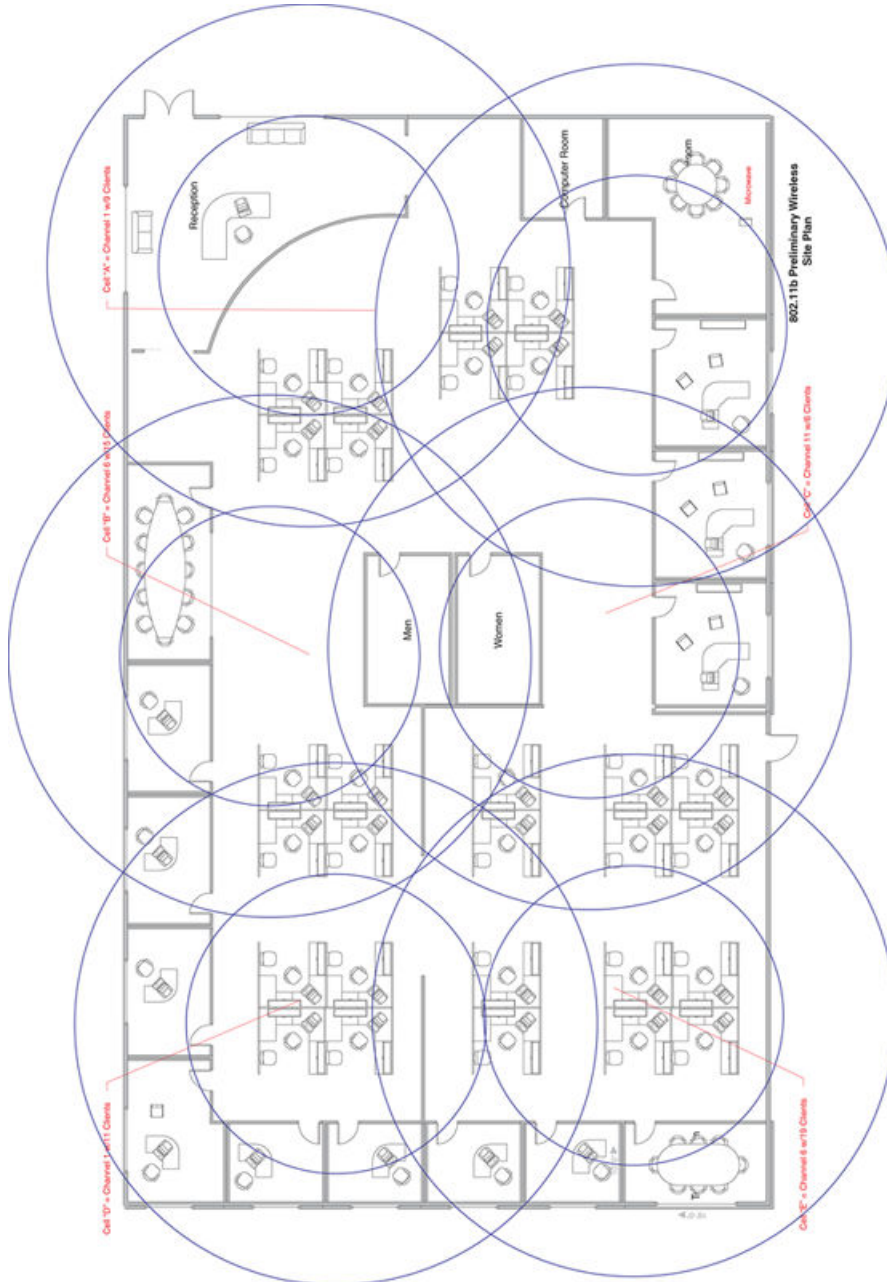 802.11b Preliminary Wireless
Site Plan
Cell "A" = Channel 1 w/9 Clients
Cell "B" = Channel 6 w/15 Clients
Cell "C" = Channel 11 w/6 Clients
Cell "D" = Channel 1 w/11 Clients
Cell "E" = Channel 6 w/19 Clients
Reception
Computer Room
Microwave
Men
Women